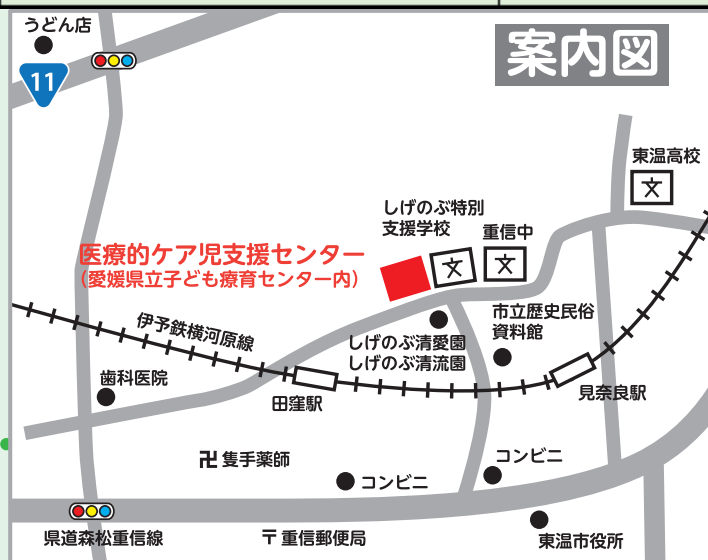 うどん店
11
案内図
東温高校
文
しげのぶ特別
支援学校
重信中
文
文
医療的ケア児支援センター
（愛媛県立子ども療育センター内）
市立歴史民俗
資料館
伊予鉄横河原線
しげのぶ清愛園
しげのぶ清流園
歯科医院
田窪駅
見奈良駅
卍 隻手薬師
コンビニ
コンビニ
県道森松重信線
〒重信郵便局
東温市役所